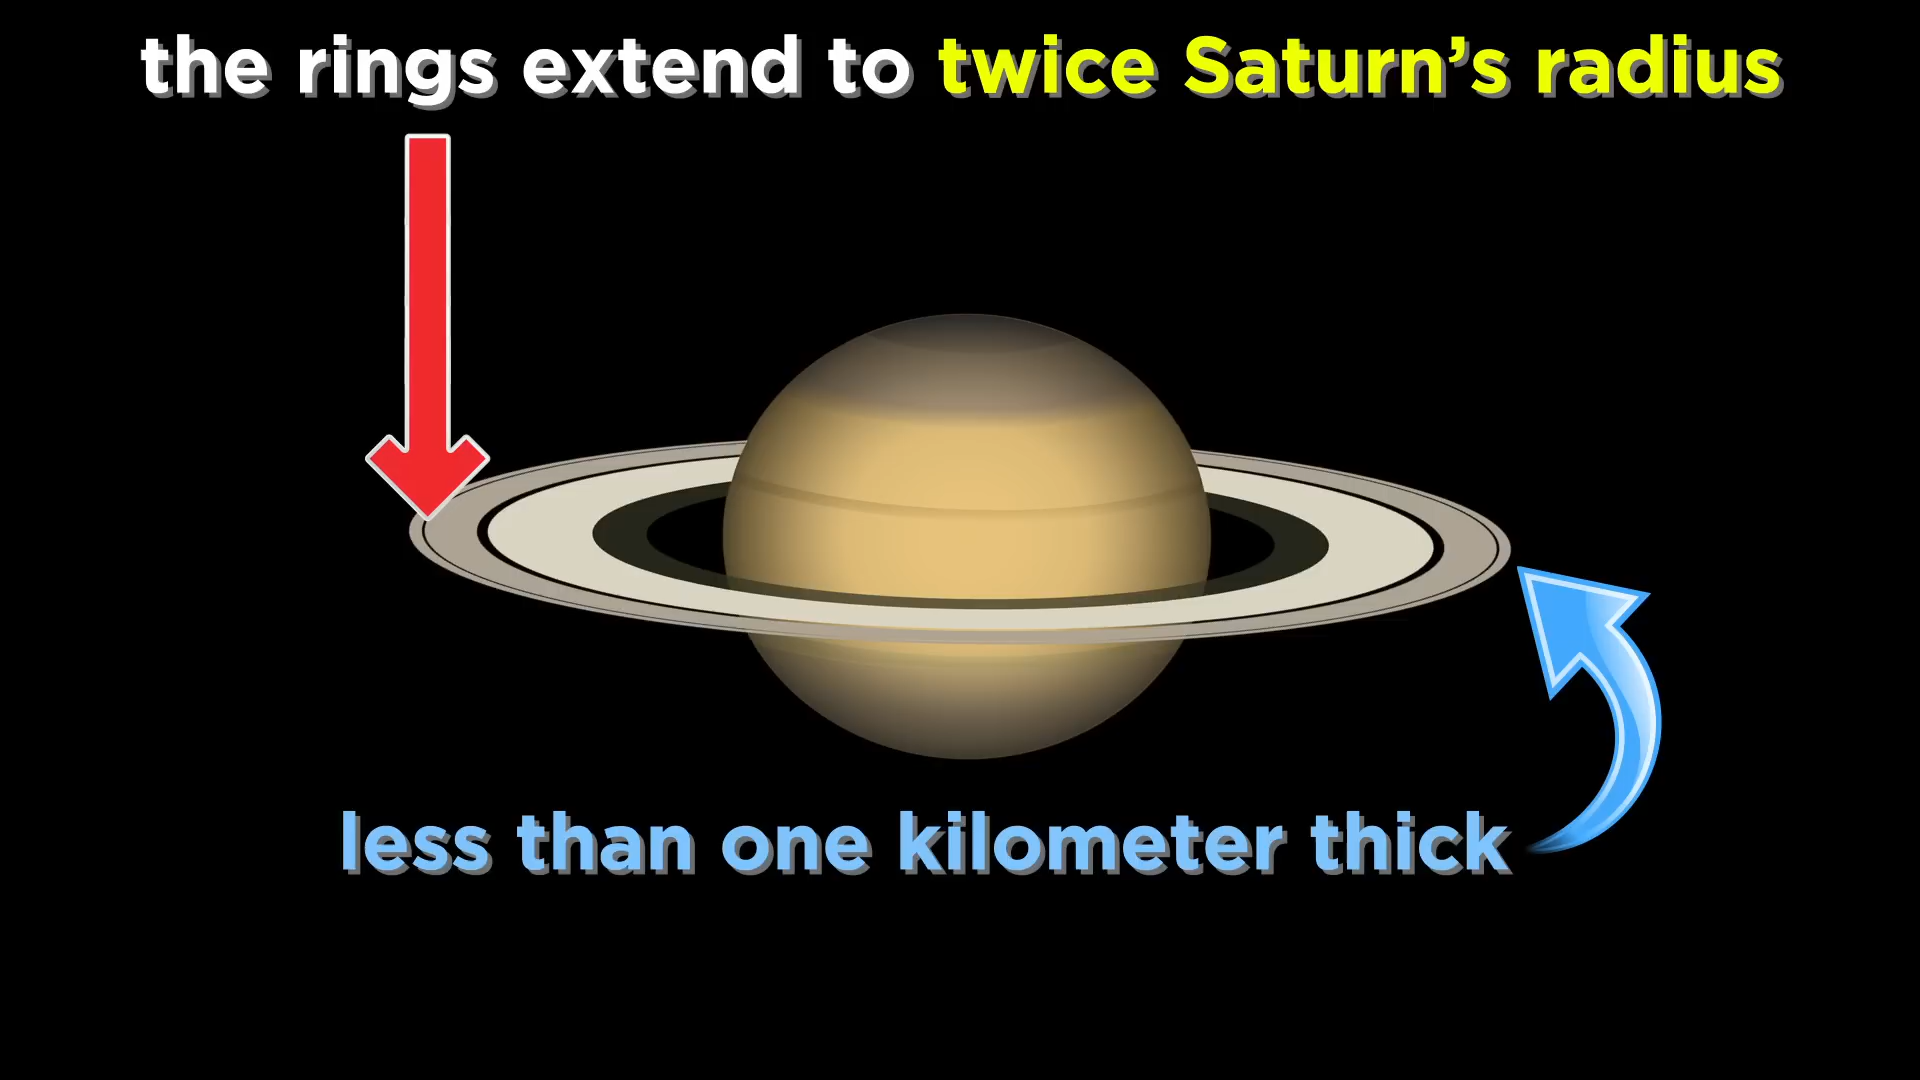 the rings extend to twice Saturn’s radius
less than one kilometer thick